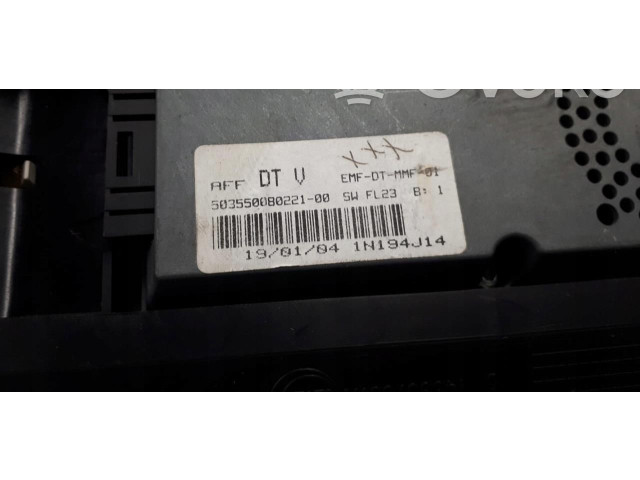 AFF DT V EMF-DT-MMF-01
503550080221-00 SW FL23 B: 1
19/01/04 1N194J14